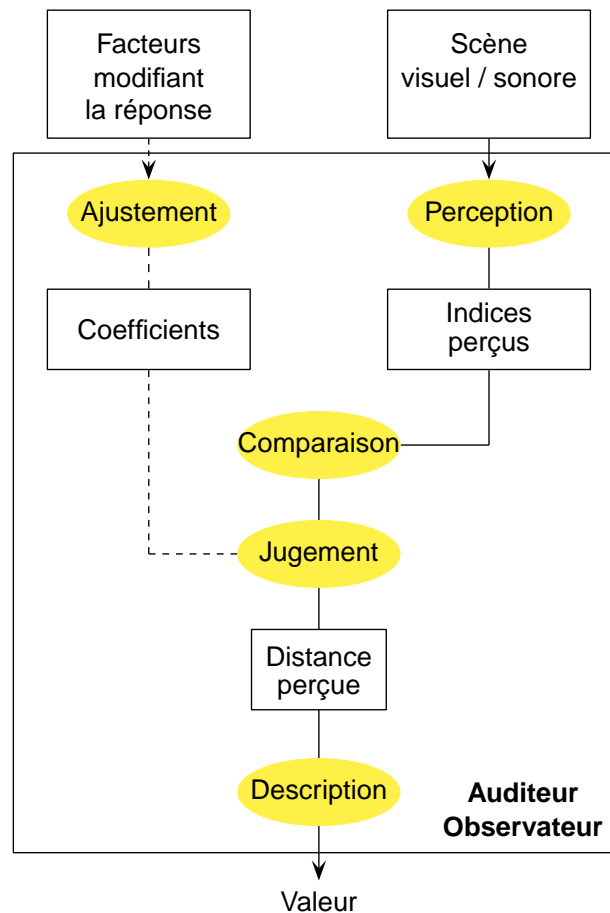 Facteurs
modifiant
la réponse
Scène
visuel / sonore
Ajustement
Perception
Coefficients
Indices
perçus
Comparaison
Jugement
Distance
perçue
Description
Auditeur
Observateur
Valeur